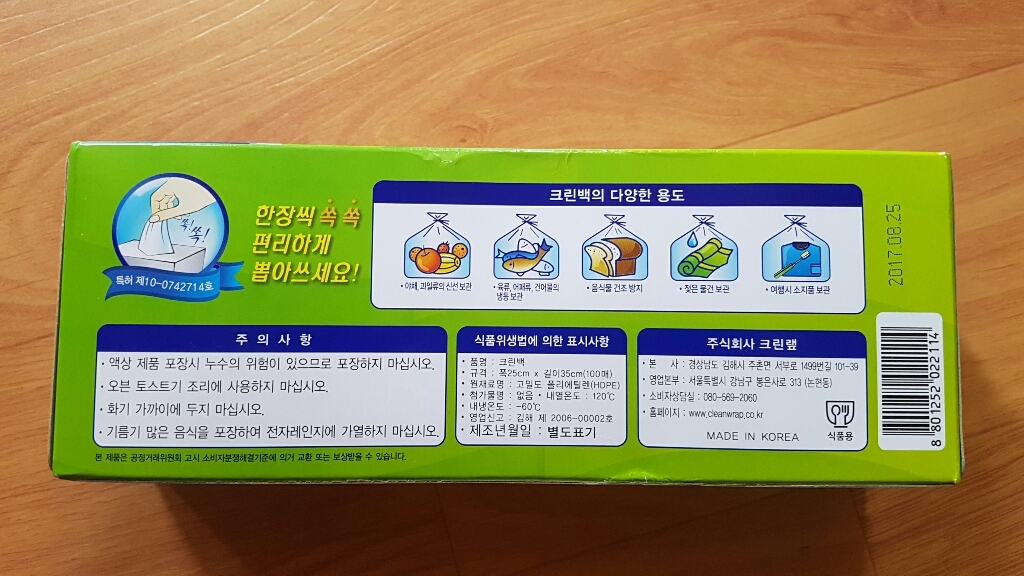 한장씩 쏙 쏙
편리하게
뽑아쓰세요!
쏙! 쏙!
특허 제10-0742714호
크린백의 다양한 용도
• 야채, 과일류의 신선 보관
• 육류, 어패류, 건어물의
냉동 보관
• 음식물 건조 방지
• 젖은 물건 보관
• 여행시 소지품 보관
2017.08.25
주 의 사 항
• 액상 제품 포장시 누수의 위험이 있으므로 포장하지 마십시오.
• 오븐 토스트기 조리에 사용하지 마십시오.
• 화기 가까이에 두지 마십시오.
• 기름기 많은 음식을 포장하여 전자레인지에 가열하지 마십시오.
본 제품은 공정거래위원회 고시 소비자분쟁해결기준에 의거 교환 또는 보상받을 수 있습니다.
식품위생법에 의한 표시사항
• 품명 : 크린백
• 규격 : 폭25cm x 길이35cm(100매)
• 원재료명 : 고밀도 폴리에틸렌(HDPE)
• 첨가물명 : 없음 • 내열온도 : 120℃
• 내냉온도 : -60℃
• 영업신고 : 김해 제 2006-00002호
• 제조년월일 : 별도표기
주식회사 크린랲
• 본 사 : 경상남도 김해시 주촌면 서부로 1499번길 101-39
• 영업본부 : 서울특별시 강남구 봉은사로 313 (논현동)
• 소비자상담실 : 080-569-2060
• 홈페이지 : www.cleanwrap.co.kr
MADE IN KOREA
식품용
8 801252 022114